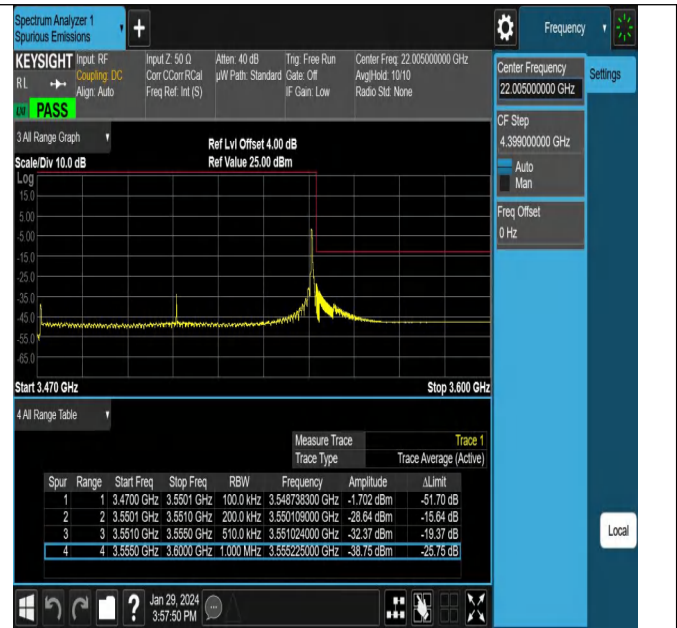 Spectrum Analyzer 1
Spurious Emissions
Frequency
KEYSIGHT Input: RF Input Z: 50 Ω Atten: 40 dB Trig: Free Run Center Freq: 22.005000000 GHz
RL Coupling: DC Corr CCorr RCal µW Path: Standard Gate: Off Avg|Hold: 10/10
Align: Auto Freq Ref: Int (S) IF Gain: Low Radio Std: None
PASS
Center Frequency
22.005000000 GHz
Settings
CF Step
4.399000000 GHz
Auto
Man
Freq Offset
0 Hz
3 All Range Graph
Ref Lvl Offset 4.00 dB
Scale/Div 10.0 dB Ref Value 25.00 dBm
Log
15.0
5.00
-5.00
-15.0
-25.0
-35.0
-45.0
-55.0
-65.0
Start 3.470 GHz Stop 3.600 GHz
4 All Range Table
Measure Trace Trace 1
Trace Type Trace Average (Active)
Spur Range Start Freq Stop Freq RBW Frequency Amplitude ΔLimit
1 1 3.4700 GHz 3.5501 GHz 100.0 kHz 3.548738300 GHz -1.702 dBm -51.70 dB
2 2 3.5501 GHz 3.5510 GHz 200.0 kHz 3.550109000 GHz -28.64 dBm -15.64 dB
3 3 3.5510 GHz 3.5550 GHz 510.0 kHz 3.551024000 GHz -32.37 dBm -19.37 dB
4 4 3.5550 GHz 3.6000 GHz 1.000 MHz 3.555225000 GHz -38.75 dBm -25.75 dB
Local
Jan 29, 2024
3:57:50 PM